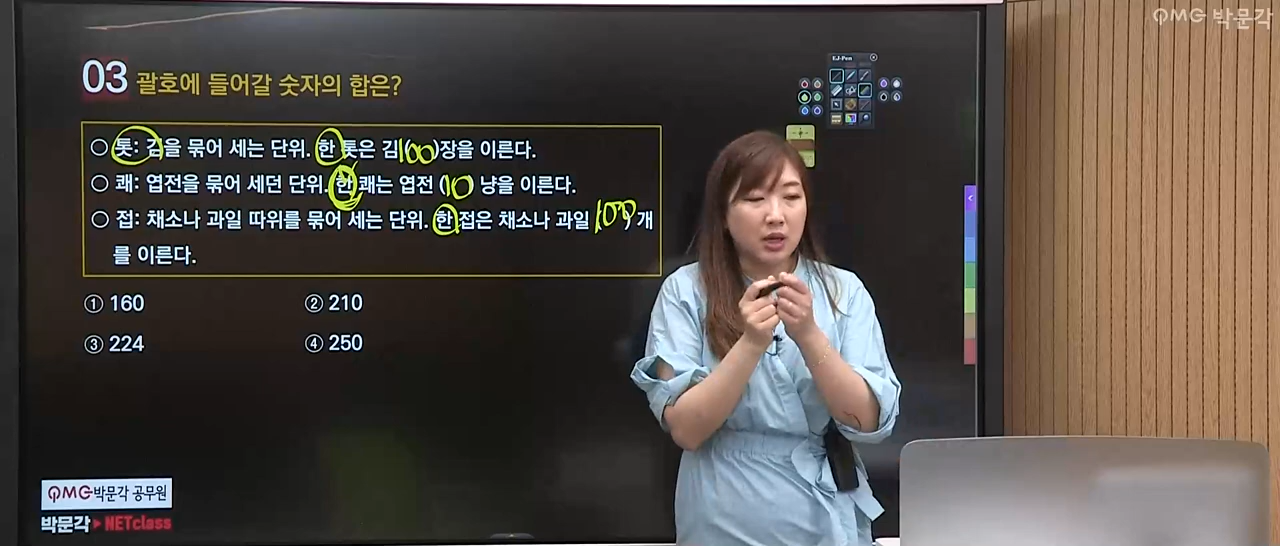 QMG 박문각
EJ-Pen
03 괄호에 들어갈 숫자의 합은?
○ 톳: 김을 묶어 세는 단위. 한 톳은 김 (100)장을 이른다.
○ 쾌: 엽전을 묶어 세던 단위. 한 쾌는 엽전 (10 냥을 이른다.
○ 접: 채소나 과일 따위를 묶어 세는 단위. 한 접은 채소나 과일 100) 개
를 이른다.
① 160 ② 210
③ 224 ④ 250
QMG 박문각 공무원
박문각 ▶ NETclass